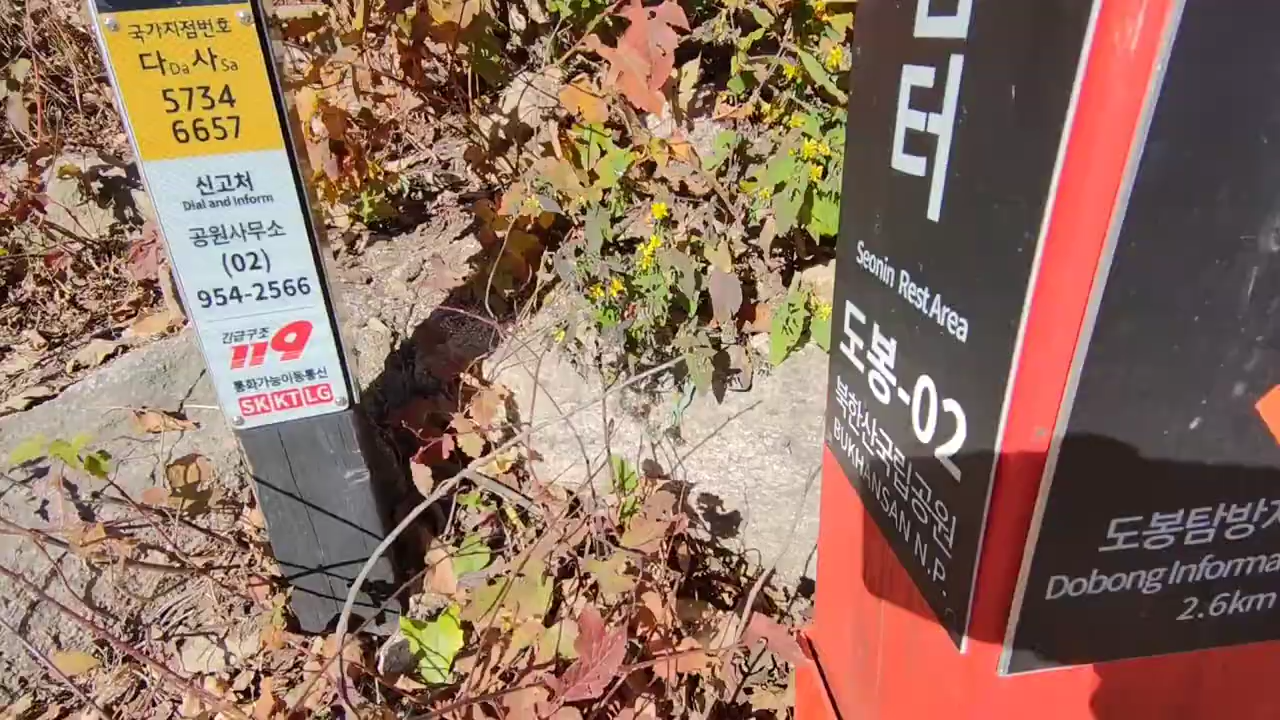 국가지점번호
다Da사Sa
5734
6657
신고처
Dial and Inform
공원사무소
(02)
954-2566
긴급구조
119
통화가능이동통신
SK KT LG
터
Seonin Rest Area
도봉-02
북한산국립공원
BUKHANSAN N.P.
도봉탐방
Dobong Informa
2.6km